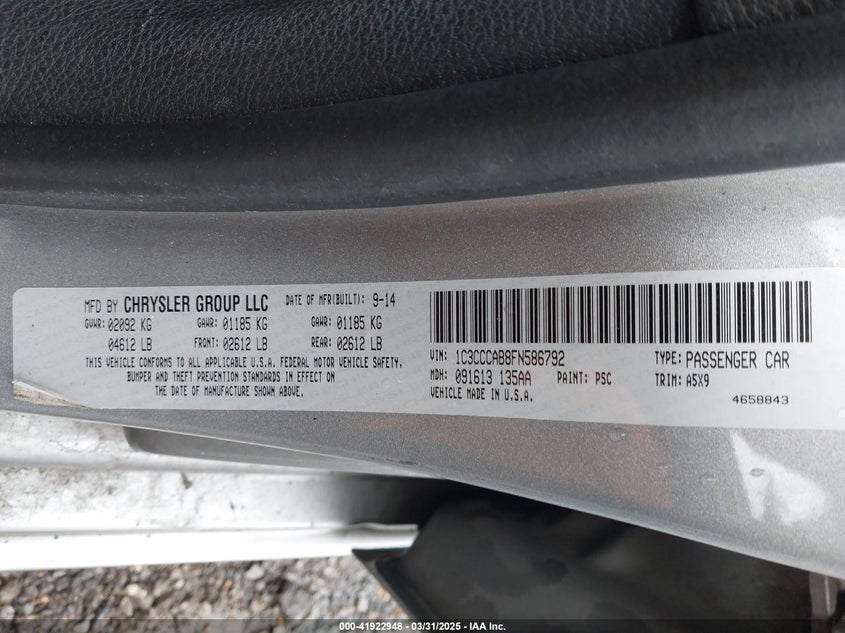 MFD BY CHRYSLER GROUP LLC DATE OF MFR(BUILT): 9-14
GVWR: 02092 KG GAWR: 01185 KG GAWR: 01185 KG
04612 LB FRONT: 02612 LB REAR: 02612 LB
THIS VEHICLE CONFORMS TO ALL APPLICABLE U.S.A. FEDERAL MOTOR VEHICLE SAFETY,
BUMPER AND THEFT PREVENTION STANDARDS IN EFFECT ON
THE DATE OF MANUFACTURE SHOWN ABOVE.
VIN: 1C3CCCAB8FN586792 TYPE: PASSENGER CAR
MDH: 091613 135AA PAINT: PSC TRIM: A5X9
VEHICLE MADE IN U.S.A.
4658843
000-41922948 - 03/31/2025 - IAA Inc.